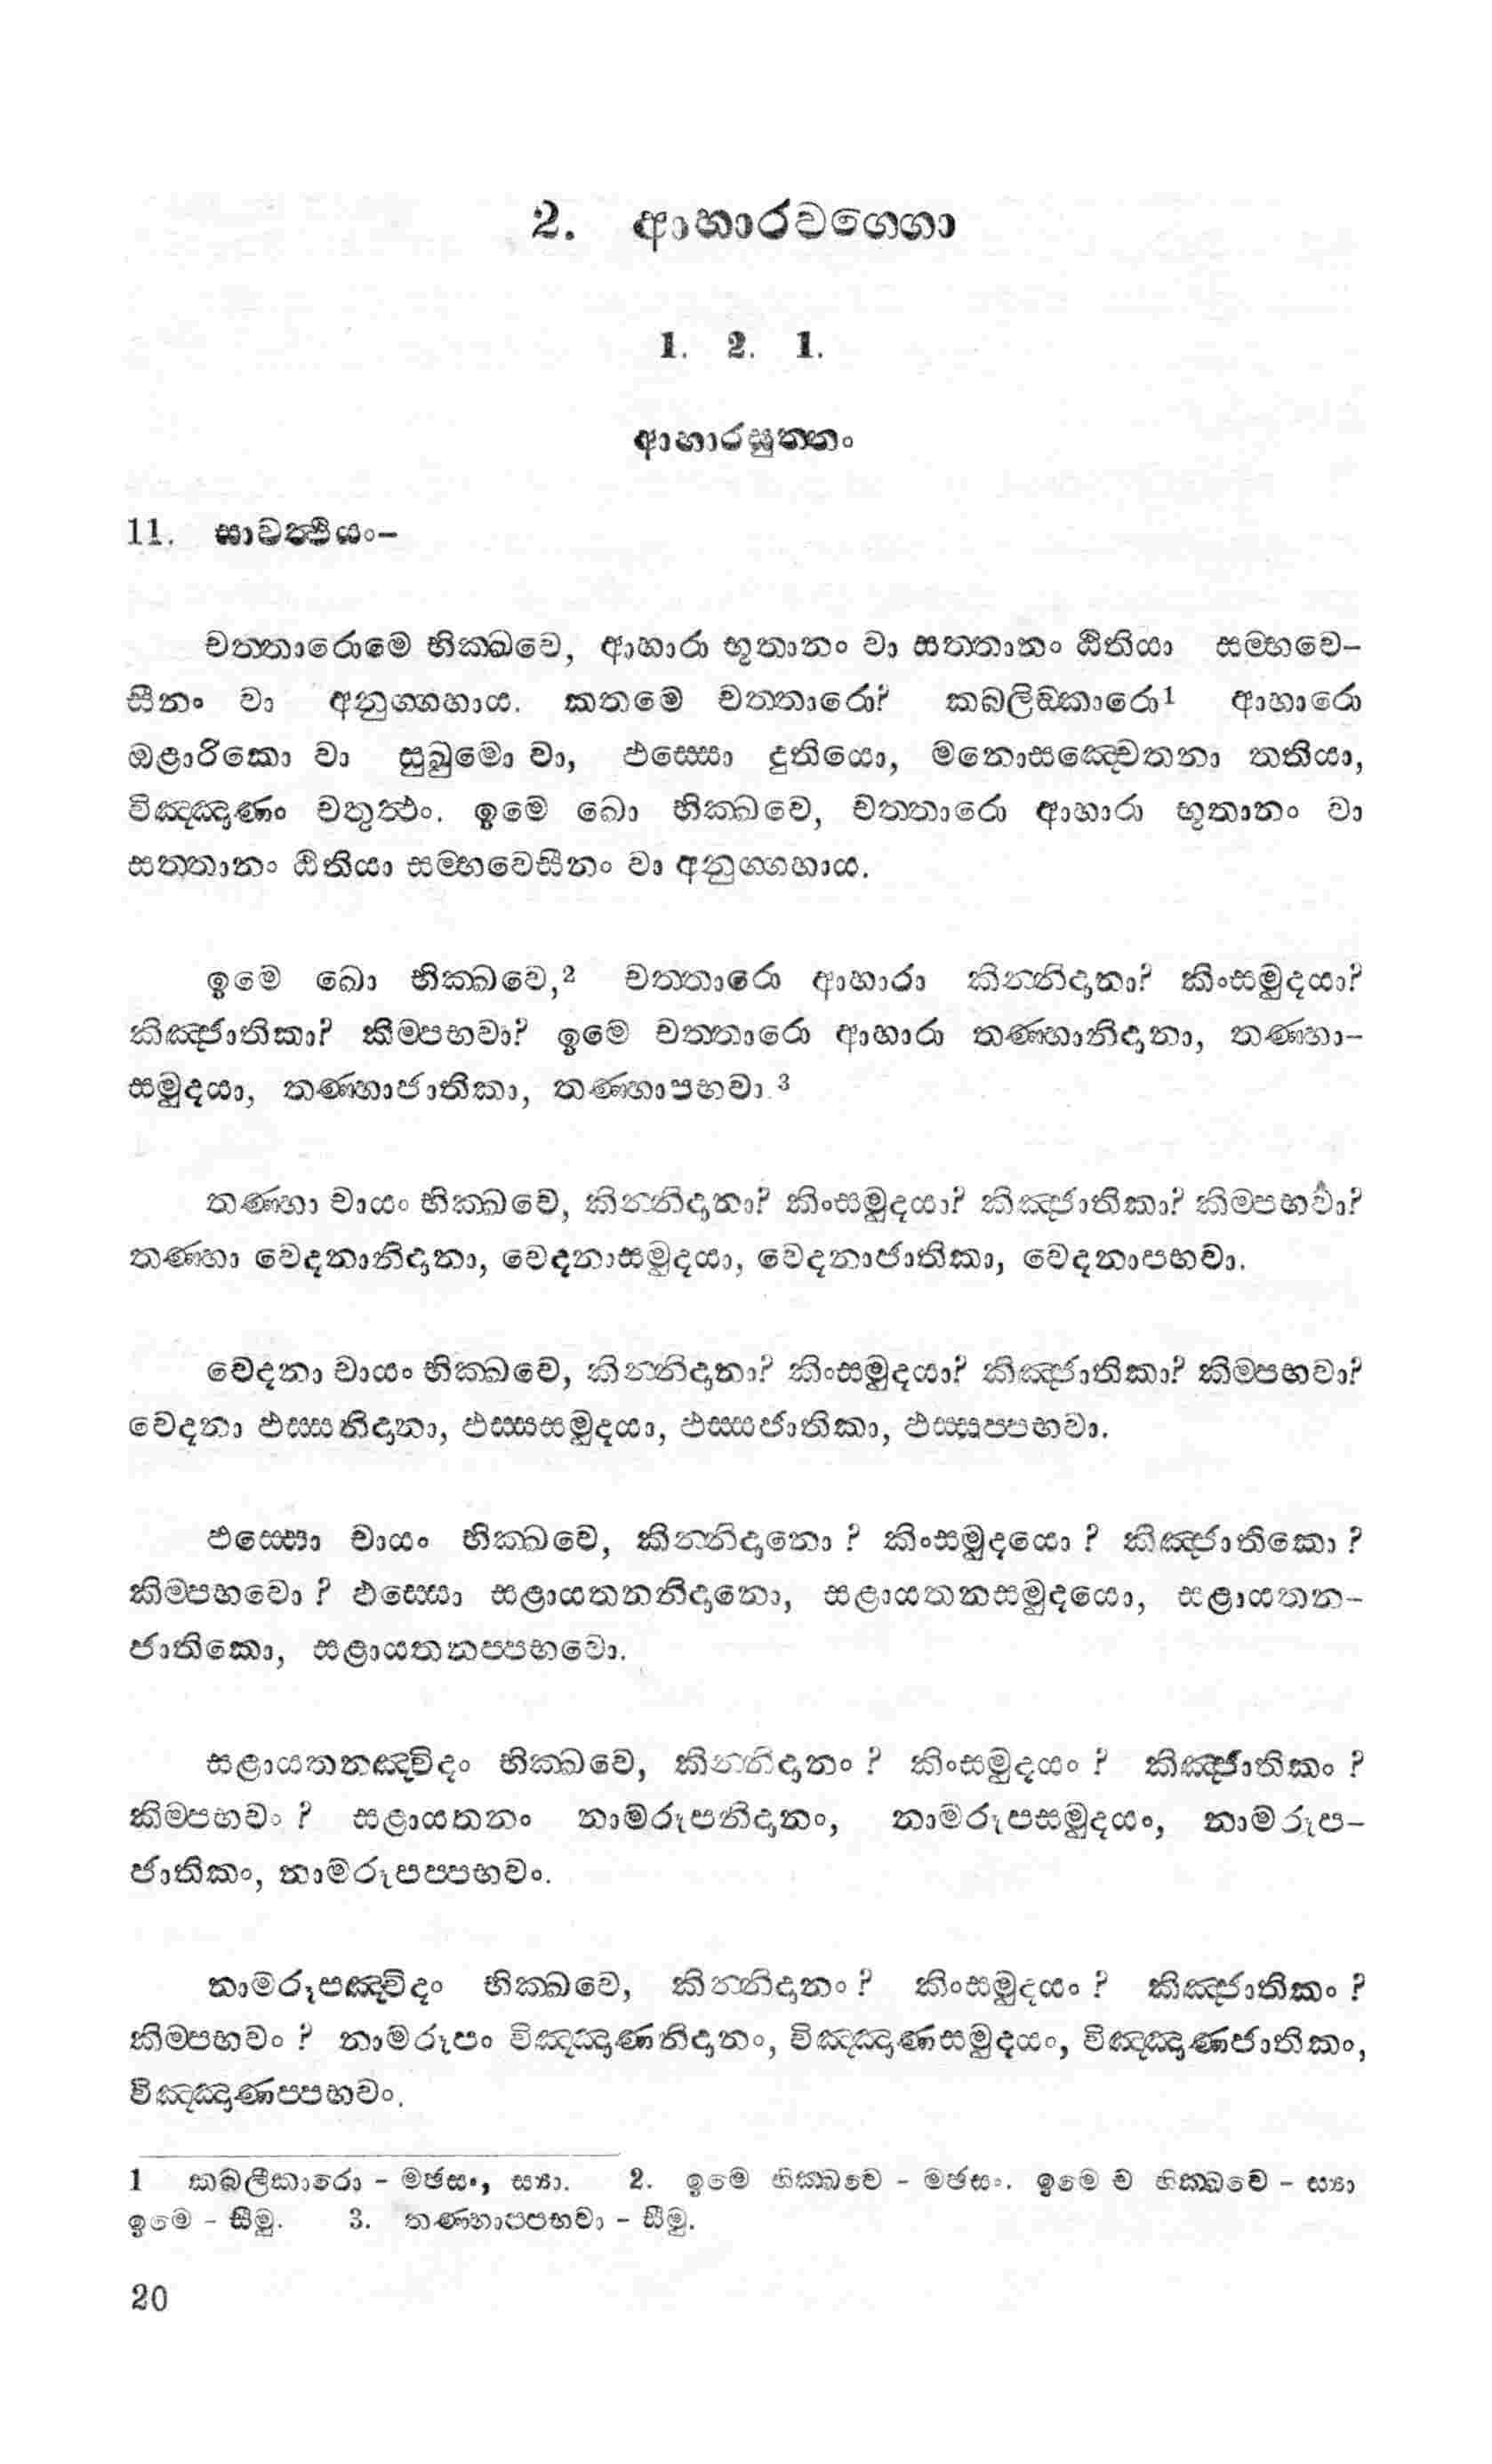 2. ආහාරවග්ගො
1. 2. 1.
ආහාරසුත්තං
11. සාවත්ථියං–
චත්තාරොමෙ භික්ඛවෙ, ආහාරා භූතානං වා සත්තානං ඨිතියා සම්භවෙ–
සීනං වා අනුග්ගහාය. කතමෙ චත්තාරො? කබලිඞ්කාරො1 ආහාරො
ඔළාරිකො වා සුඛුමො වා, ඵස්සො දුතියො, මනොසඤ්චෙතනා තතියා,
විඤ්ඤාණං චතුත්ථං. ඉමෙ ඛො භික්ඛවෙ, චත්තාරො ආහාරා භූතානං වා
සත්තානං ඨිතියා සම්භවෙසීනං වා අනුග්ගහාය.
ඉමෙ ඛො භික්ඛවෙ,2 චත්තාරො ආහාරා කින්නිදානා? කිංසමුදයා?
කිඤ්ජාතිකා? කිම්පභවා? ඉමෙ චත්තාරො ආහාරා තණ්හානිදානා, තණ්හා–
සමුදයා, තණ්හාජාතිකා, තණ්හාපභවා.3
තණ්හා චායං භික්ඛවෙ, කින්නිදානා? කිංසමුදයා? කිඤ්ජාතිකා? කිම්පභවා?
තණ්හා වෙදනානිදානා, වෙදනාසමුදයා, වෙදනාජාතිකා, වෙදනාපභවා.
වෙදනා චායං භික්ඛවෙ, කින්නිදානා? කිංසමුදයා? කිඤ්ජාතිකා? කිම්පභවා?
වෙදනා ඵස්සනිදානා, ඵස්සසමුදයා, ඵස්සජාතිකා, ඵස්සප්පභවා.
ඵස්සො චායං භික්ඛවෙ, කින්නිදානො ? කිංසමුදයො ? කිඤ්ජාතිකො ?
කිම්පභවො ? ඵස්සො සළායතනනිදානො, සළායතනසමුදයො, සළායතන–
ජාතිකො, සළායතනප්පභවො.
සළායතනඤ්චිදං භික්ඛවෙ, කින්නිදානං ? කිංසමුදයං ? කිඤ්ජාතිකං ?
කිම්පභවං ? සළායතනං නාමරූපනිදානං, නාමරූපසමුදයං, නාමරූප–
ජාතිකං, නාමරූපප්පභවං.
නාමරූපඤ්චිදං භික්ඛවෙ, කින්නිදානං ? කිංසමුදයං ? කිඤ්ජාතිකං ?
කිම්පභවං ? නාමරූපං විඤ්ඤාණනිදානං, විඤ්ඤාණසමුදයං, විඤ්ඤාණජාතිකං,
විඤ්ඤාණප්පභවං.
1 කබලීකාරො – මඡසං, ස්‍යා. 2. ඉමෙ භික්ඛවෙ – මඡසං. ඉමෙ ච භික්ඛවෙ – ස්‍යා
ඉමෙ – සීමු. 3. තණ්හාපප්භවා – සීමු.
20